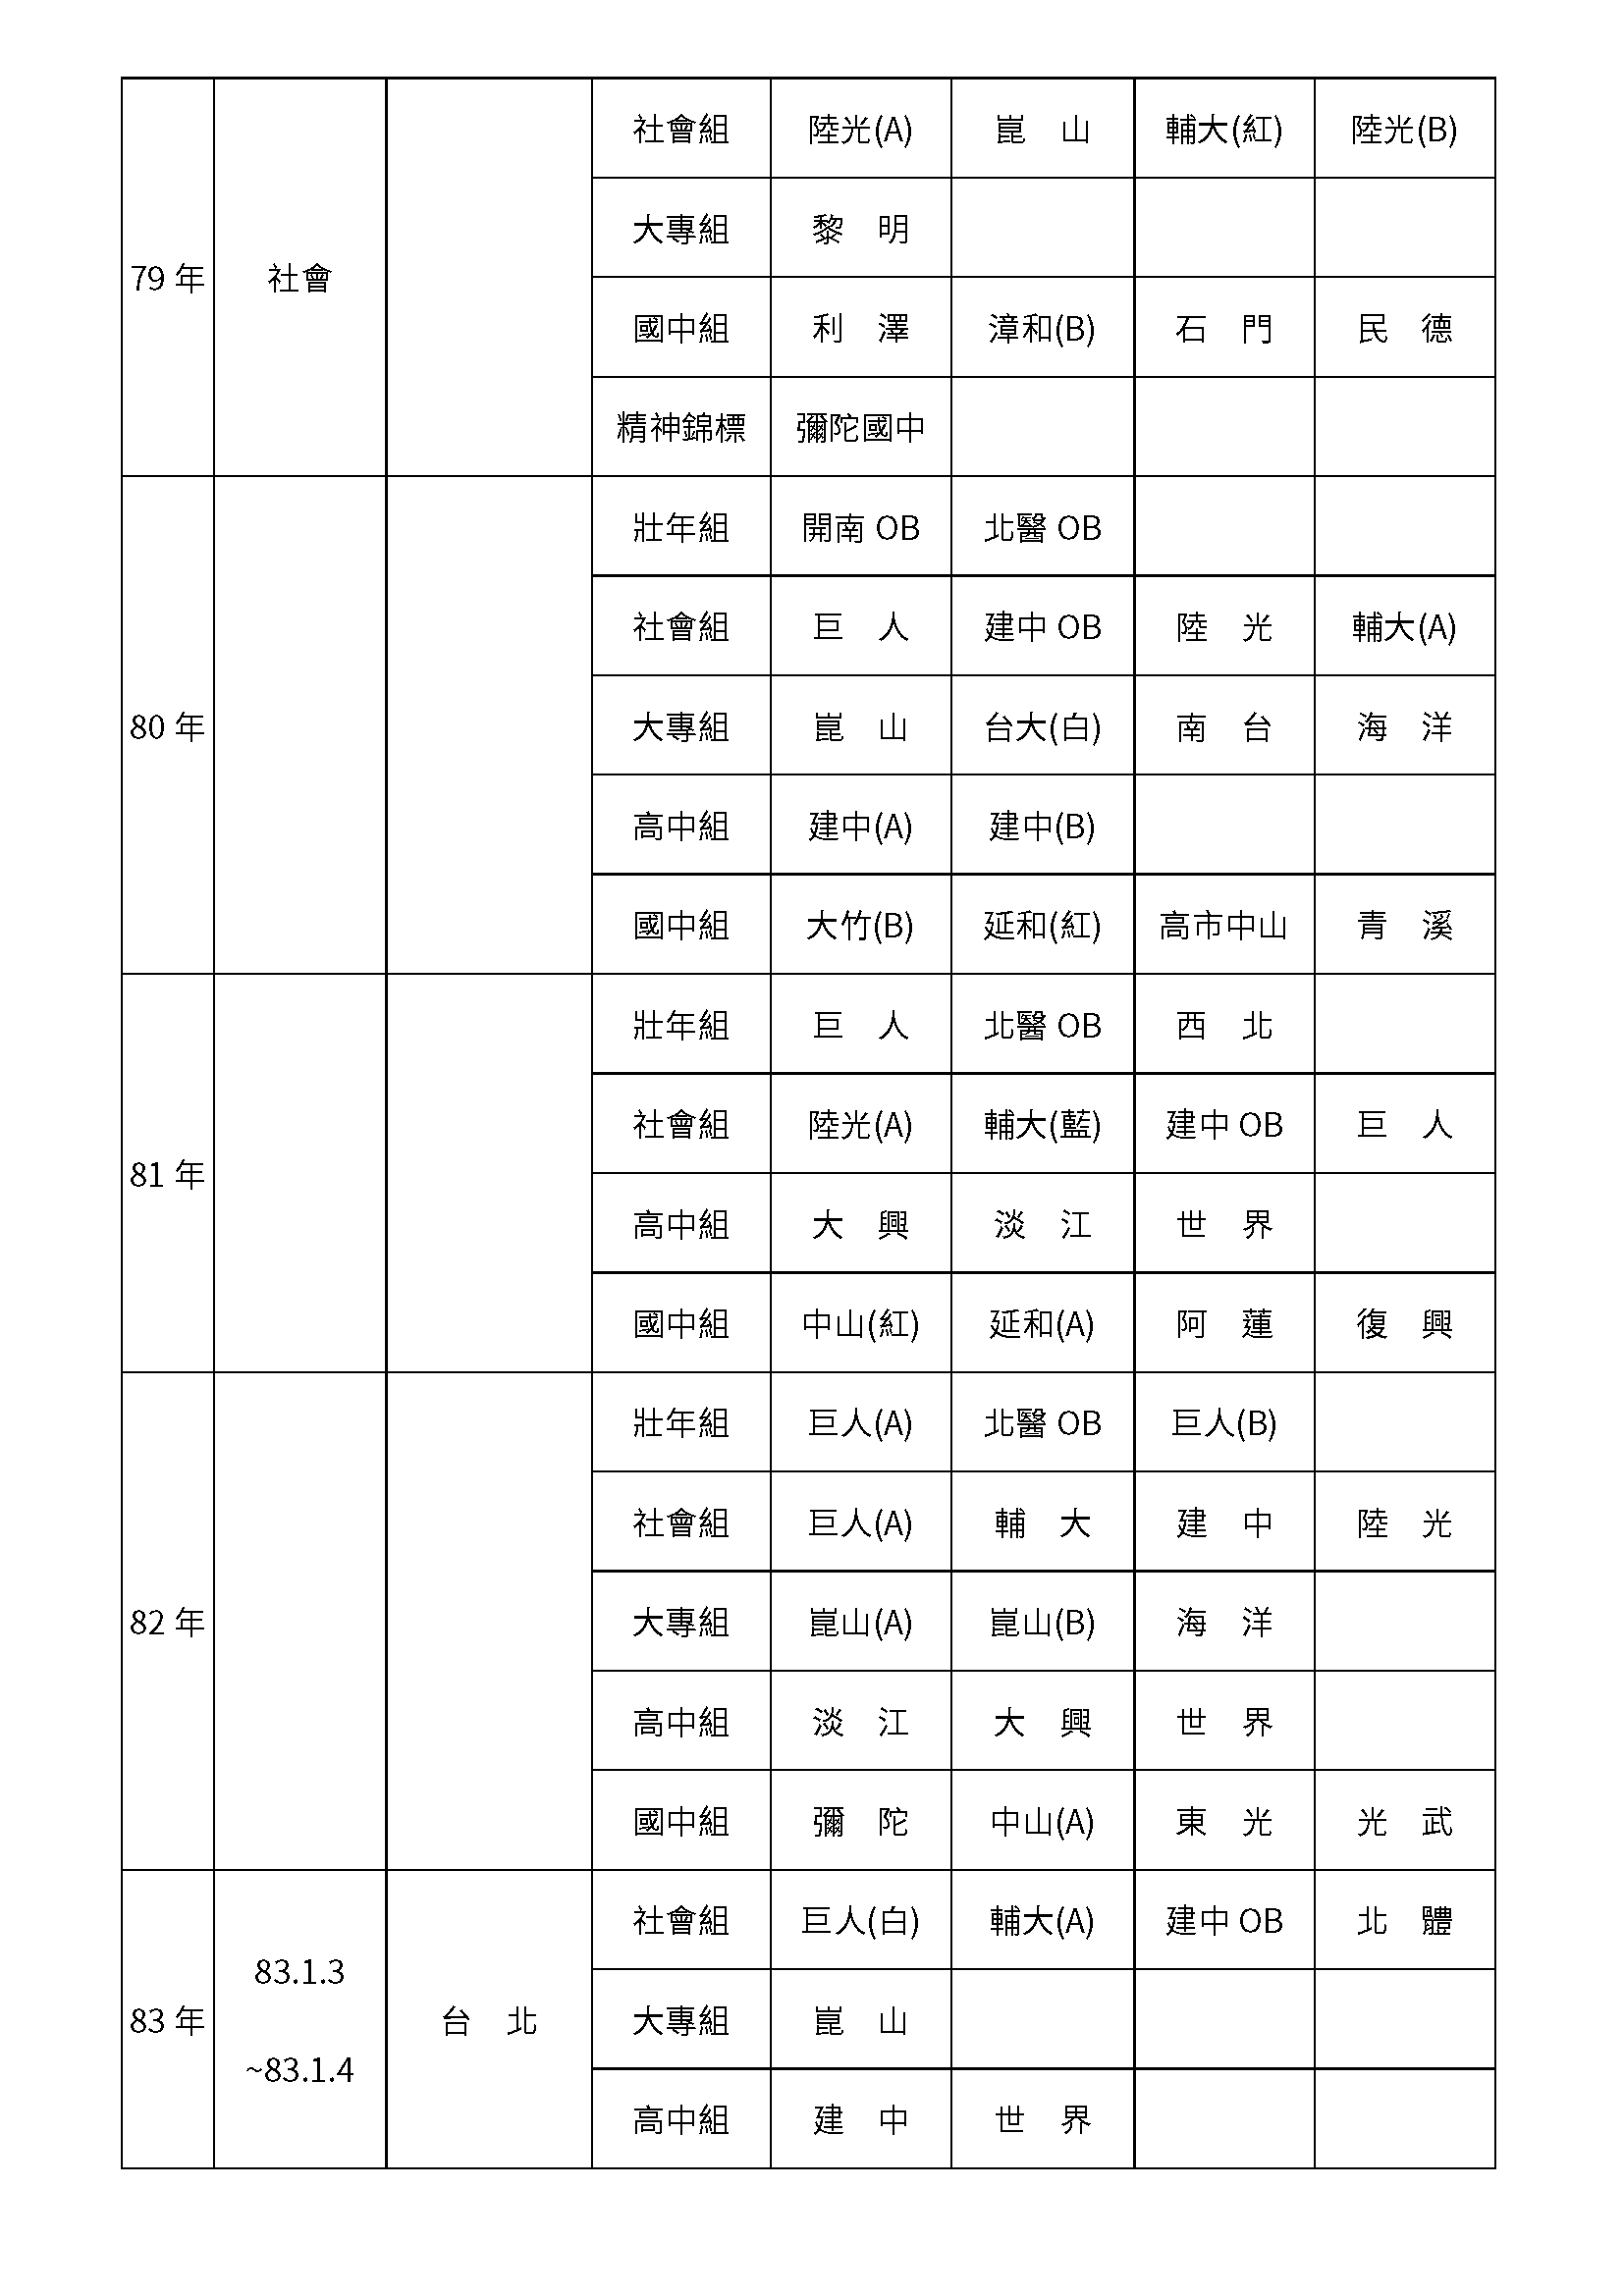 79 年 社會 社會組 陸光(A) 崑　山 輔大(紅) 陸光(B)
大專組 黎　明
國中組 利　澤 漳和(B) 石　門 民　德
精神錦標 彌陀國中
80 年 壯年組 開南 OB 北醫 OB
社會組 巨　人 建中 OB 陸　光 輔大(A)
大專組 崑　山 台大(白) 南　台 海　洋
高中組 建中(A) 建中(B)
國中組 大竹(B) 延和(紅) 高市中山 青　溪
81 年 壯年組 巨　人 北醫 OB 西　北
社會組 陸光(A) 輔大(藍) 建中 OB 巨　人
高中組 大　興 淡　江 世　界
國中組 中山(紅) 延和(A) 阿　蓮 復　興
82 年 壯年組 巨人(A) 北醫 OB 巨人(B)
社會組 巨人(A) 輔　大 建　中 陸　光
大專組 崑山(A) 崑山(B) 海　洋
高中組 淡　江 大　興 世　界
國中組 彌　陀 中山(A) 東　光 光　武
83 年 83.1.3 ~83.1.4 台　北 社會組 巨人(白) 輔大(A) 建中 OB 北　體
大專組 崑　山
高中組 建　中 世　界